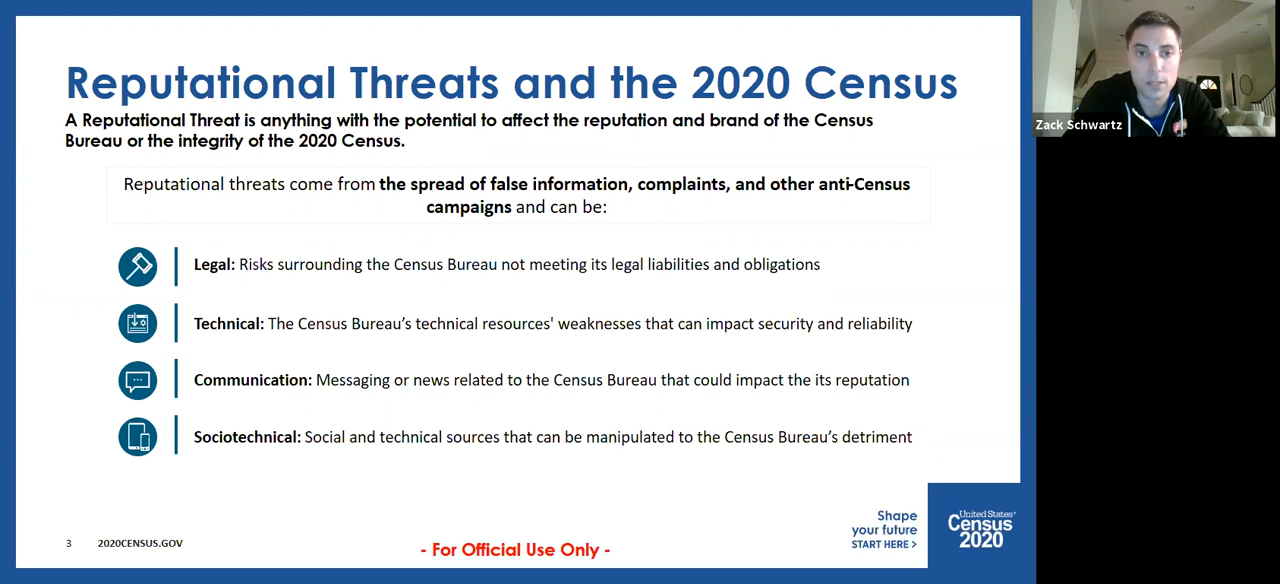 Reputational Threats and the 2020 Census
A Reputational Threat is anything with the potential to affect the reputation and brand of the Census
Bureau or the integrity of the 2020 Census.
Reputational threats come from the spread of false information, complaints, and other anti-Census
campaigns and can be:
Legal: Risks surrounding the Census Bureau not meeting its legal liabilities and obligations
Technical: The Census Bureau’s technical resources' weaknesses that can impact security and reliability
Communication: Messaging or news related to the Census Bureau that could impact the its reputation
Sociotechnical: Social and technical sources that can be manipulated to the Census Bureau’s detriment
3 2020CENSUS.GOV
- For Official Use Only -
Shape
your future
START HERE >
United States®
Census
2020
Zack Schwartz